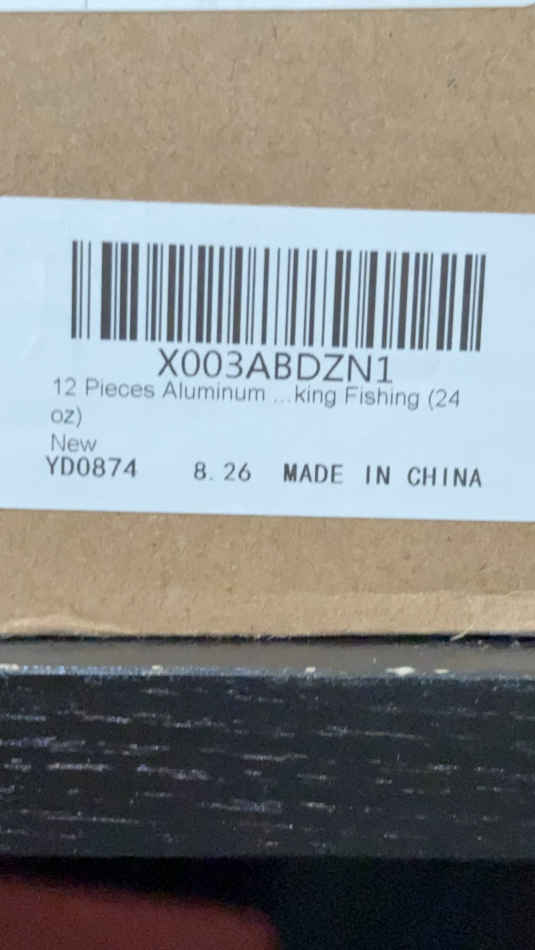 X003ABDZN1
12 Pieces Aluminum ...king Fishing (24
oz)
New
YD0874 8.26 MADE IN CHINA